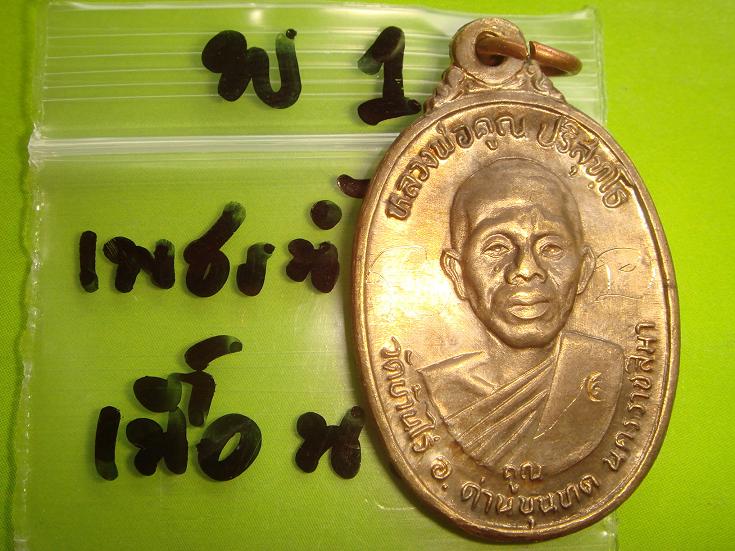 พ 1
เพชรน้
เนื้อ น
หลวงพ่อคูณ ปริสุทฺโธ
คูณ
วัดบ้านไร่ อ. ด่านขุนทด นครราชสีมา